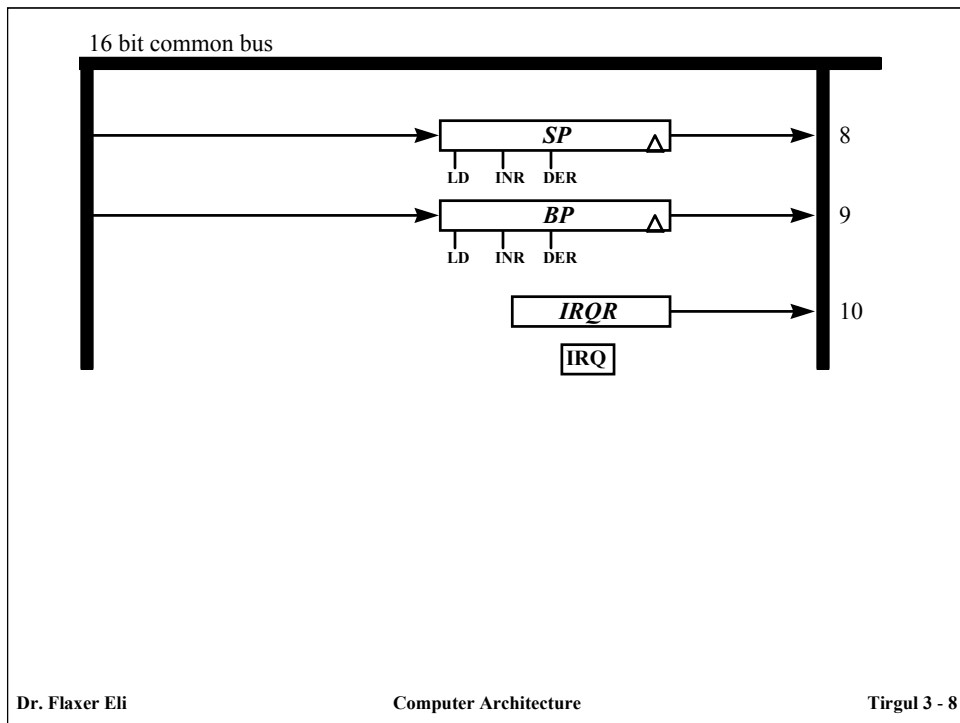 16 bit common bus
SP 8
LD INR DER
BP 9
LD INR DER
IRQR 10
IRQ
Dr. Flaxer Eli Computer Architecture Tirgul 3 - 8